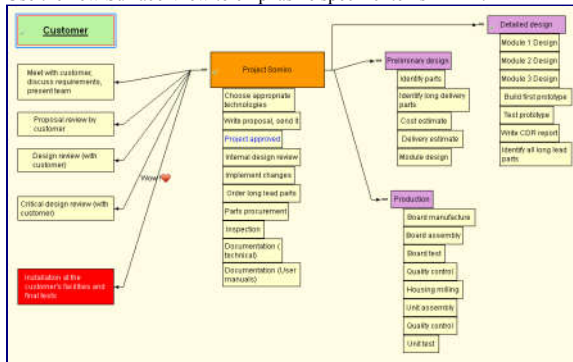 Customer
Meet with customer,
discuss requirements,
present team
Proposal review by
customer
Design review (with
customer)
Wow!
Critical design review (with
customer)
Installation at the
customer's facilities and
final tests
Project Somino
Choose appropriate
technologies
Write proposal, send it
Project approved
Internal design review
Implement changes
Order long lead parts
Parts procurement
Inspection
Documentation (
technical)
Documentation (User
manuals)
Preliminary design
Identify parts
Identify long delivery
parts
Cost estimate
Delivery estimate
Module design
Production
Board manufacture
Board assembly
Board test
Quality control
Housing milling
Unit assembly
Quality control
Unit test
Detailed design
Module 1 Design
Module 2 Design
Module 3 Design
Build first prototype
Test prototype
Write CDR report
Identify all long lead
parts